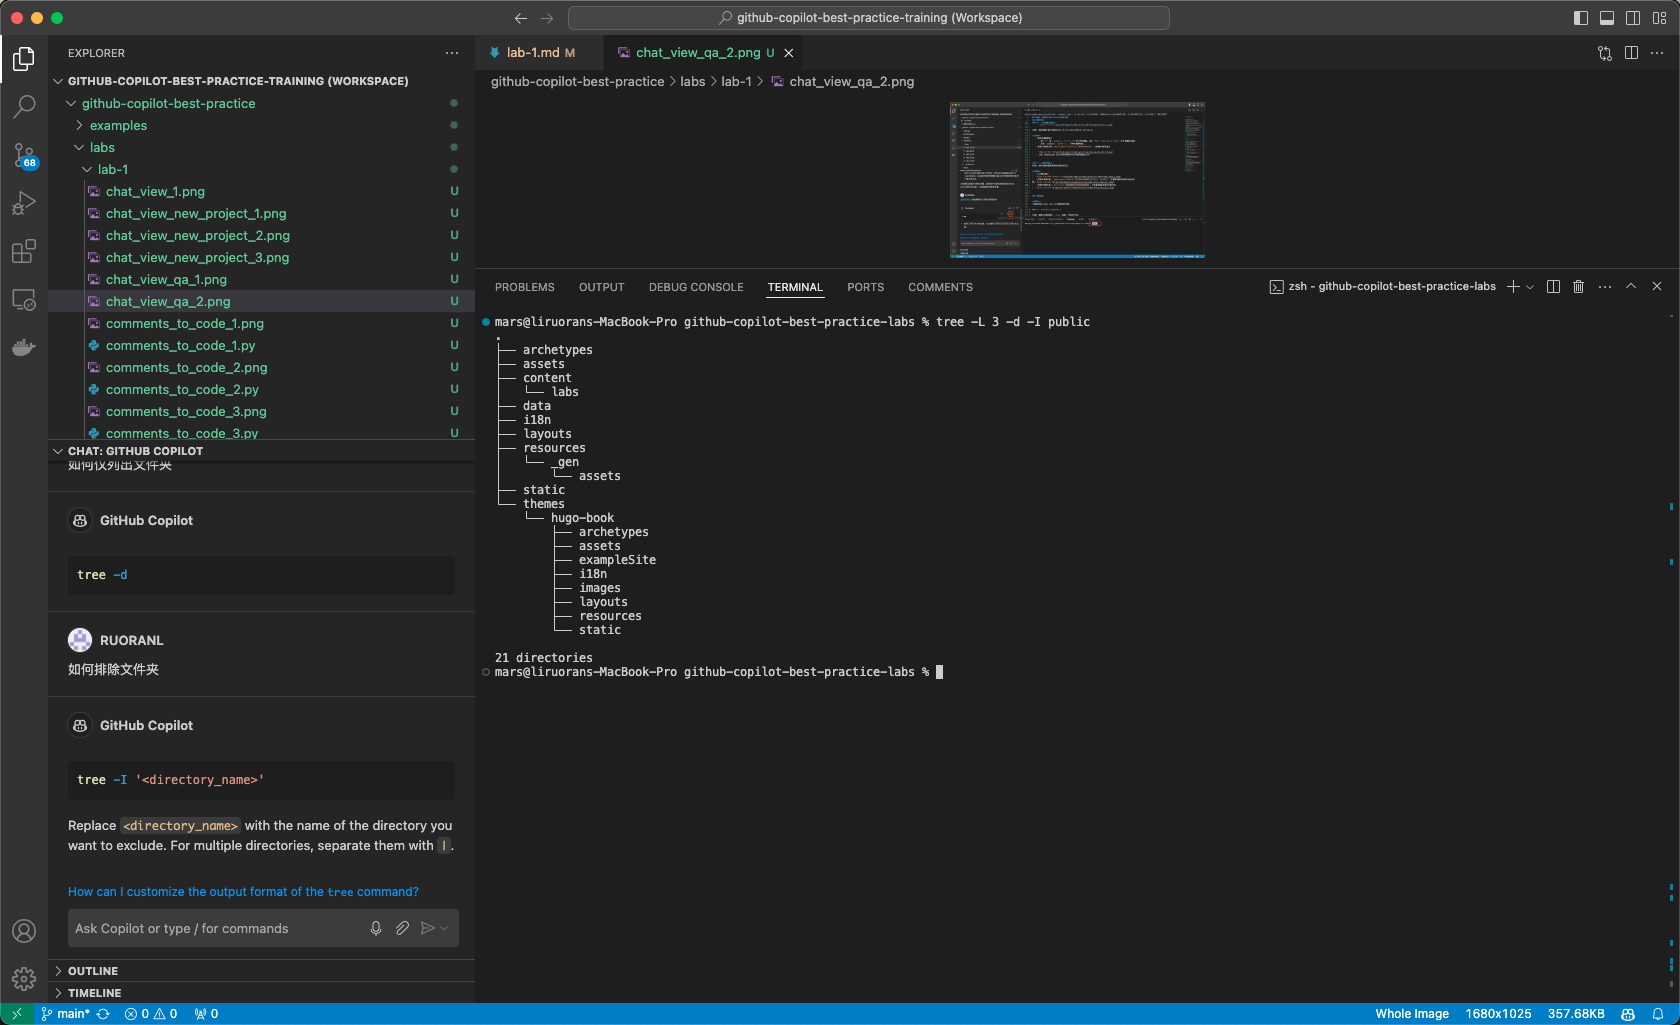 github-copilot-best-practice-training (Workspace)
EXPLORER
GITHUB-COPILOT-BEST-PRACTICE-TRAINING (WORKSPACE)
github-copilot-best-practice
examples
labs
lab-1
chat_view_1.png U
chat_view_new_project_1.png U
chat_view_new_project_2.png U
chat_view_new_project_3.png U
chat_view_qa_1.png U
chat_view_qa_2.png U
comments_to_code_1.png U
comments_to_code_1.py U
comments_to_code_2.png U
comments_to_code_2.py U
comments_to_code_3.png U
comments_to_code_3.py U
68
CHAT: GITHUB COPILOT
如何仅列出文件夹
GitHub Copilot
tree -d
RUORANL
如何排除文件夹
GitHub Copilot
tree -I '<directory_name>'
Replace <directory_name> with the name of the directory you
want to exclude. For multiple directories, separate them with |.
How can I customize the output format of the tree command?
Ask Copilot or type / for commands
OUTLINE
TIMELINE
lab-1.md M
chat_view_qa_2.png U
github-copilot-best-practice > labs > lab-1 > chat_view_qa_2.png
PROBLEMS OUTPUT DEBUG CONSOLE TERMINAL PORTS COMMENTS
zsh - github-copilot-best-practice-labs
mars@liruorans-MacBook-Pro github-copilot-best-practice-labs % tree -L 3 -d -I public
.
├── archetypes
├── assets
├── content
│   └── labs
├── data
├── i18n
├── layouts
├── resources
│   └── _gen
│       └── assets
├── static
└── themes
    └── hugo-book
        ├── archetypes
        ├── assets
        ├── exampleSite
        ├── i18n
        ├── images
        ├── layouts
        ├── resources
        └── static
21 directories
mars@liruorans-MacBook-Pro github-copilot-best-practice-labs %
main* 0 0 0
Whole Image 1680x1025 357.68KB